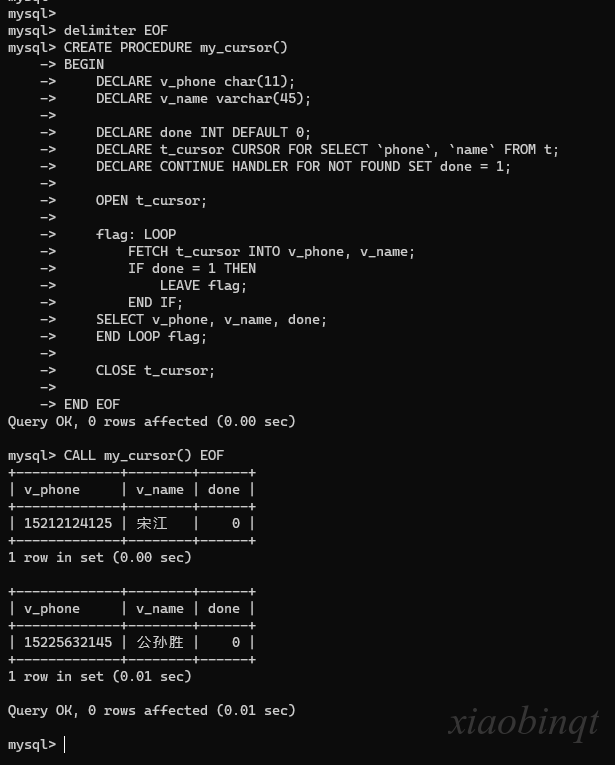 mysql>
mysql> delimiter EOF
mysql> CREATE PROCEDURE my_cursor()
    -> BEGIN
    ->     DECLARE v_phone char(11);
    ->     DECLARE v_name varchar(45);
    ->
    ->     DECLARE done INT DEFAULT 0;
    ->     DECLARE t_cursor CURSOR FOR SELECT `phone`, `name` FROM t;
    ->     DECLARE CONTINUE HANDLER FOR NOT FOUND SET done = 1;
    ->
    ->     OPEN t_cursor;
    ->
    ->     flag: LOOP
    ->         FETCH t_cursor INTO v_phone, v_name;
    ->         IF done = 1 THEN
    ->             LEAVE flag;
    ->         END IF;
    ->     SELECT v_phone, v_name, done;
    ->     END LOOP flag;
    ->
    ->     CLOSE t_cursor;
    ->
    -> END EOF
Query OK, 0 rows affected (0.00 sec)

mysql> CALL my_cursor() EOF
+-------------+--------+------+
| v_phone     | v_name | done |
+-------------+--------+------+
| 15212124125 | 宋江   |    0 |
+-------------+--------+------+
1 row in set (0.00 sec)

+-------------+--------+------+
| v_phone     | v_name | done |
+-------------+--------+------+
| 15225632145 | 公孙胜 |    0 |
+-------------+--------+------+
1 row in set (0.01 sec)

Query OK, 0 rows affected (0.01 sec)
xiaobinqt
mysql>